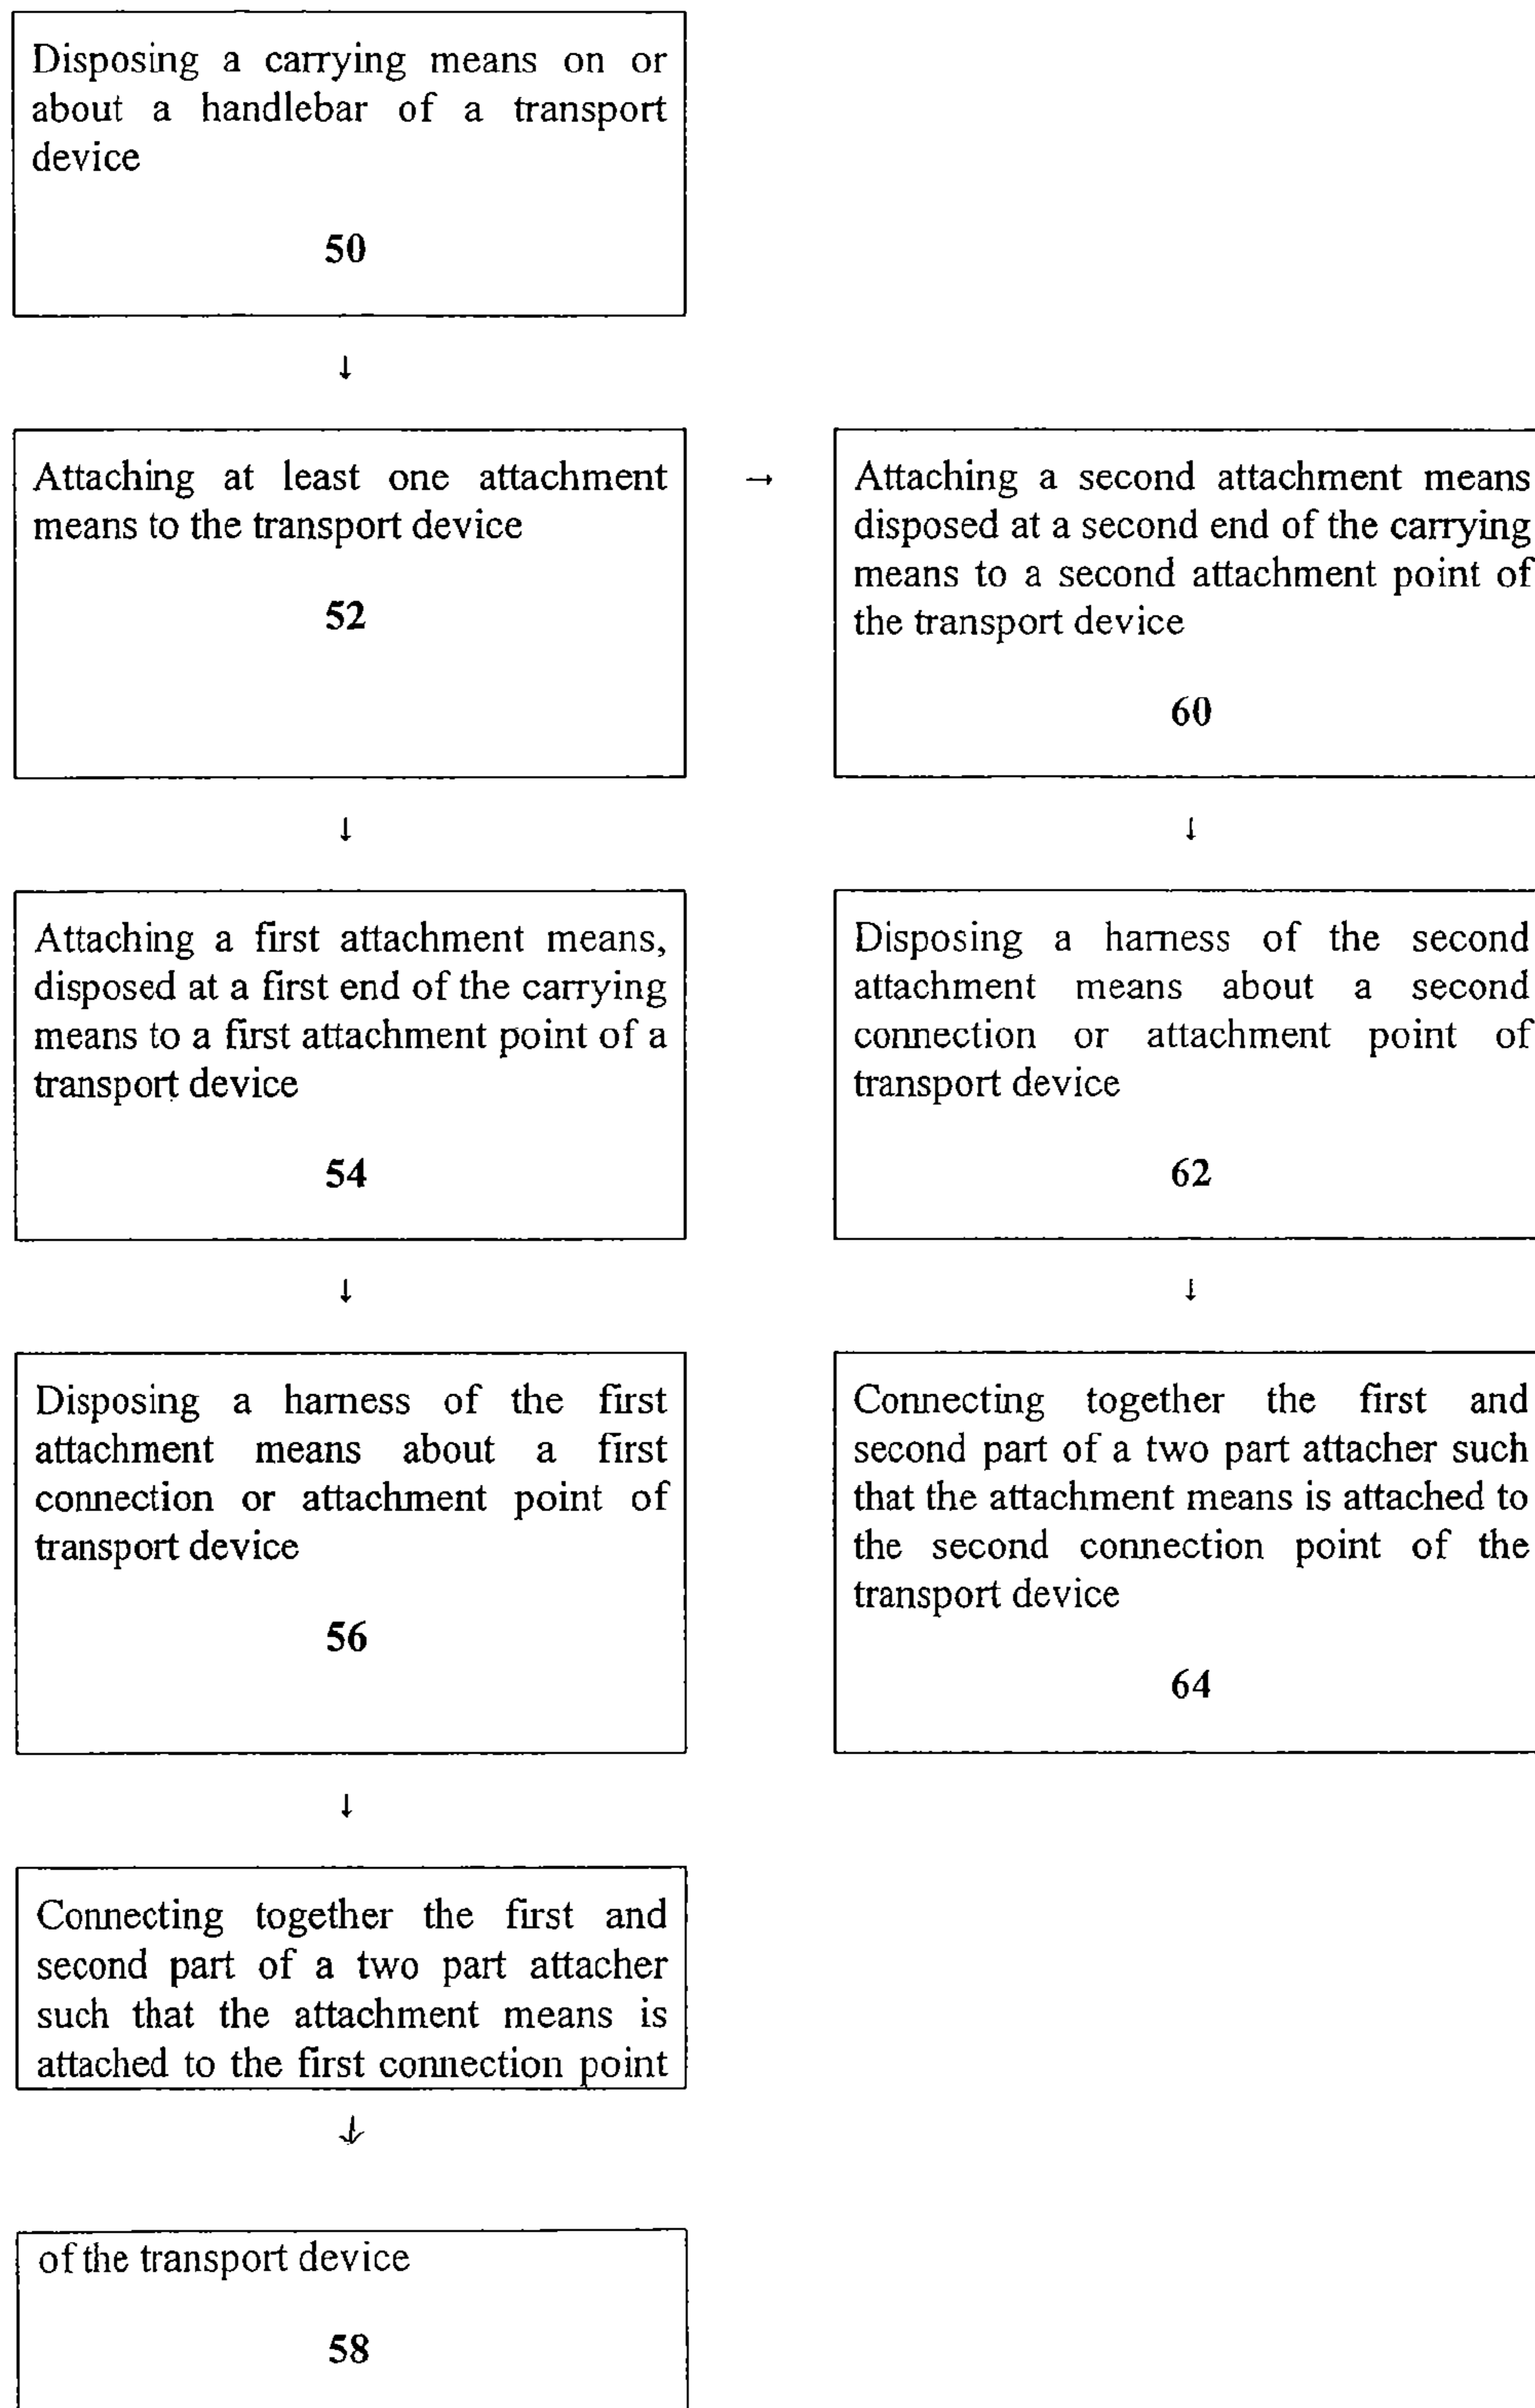 Disposing a carrying means on or
about a handlebar of a transport
device
50
↓
Attaching at least one attachment
means to the transport device
52
→
Attaching a second attachment means
disposed at a second end of the carrying
means to a second attachment point of
the transport device
60
↓
↓
Attaching a first attachment means,
disposed at a first end of the carrying
means to a first attachment point of a
transport device
54
Disposing a harness of the second
attachment means about a second
connection or attachment point of
transport device
62
↓
↓
Disposing a harness of the first
attachment means about a first
connection or attachment point of
transport device
56
Connecting together the first and
second part of a two part attacher such
that the attachment means is attached to
the second connection point of the
transport device
64
↓
Connecting together the first and
second part of a two part attacher
such that the attachment means is
attached to the first connection point
↓
of the transport device
58